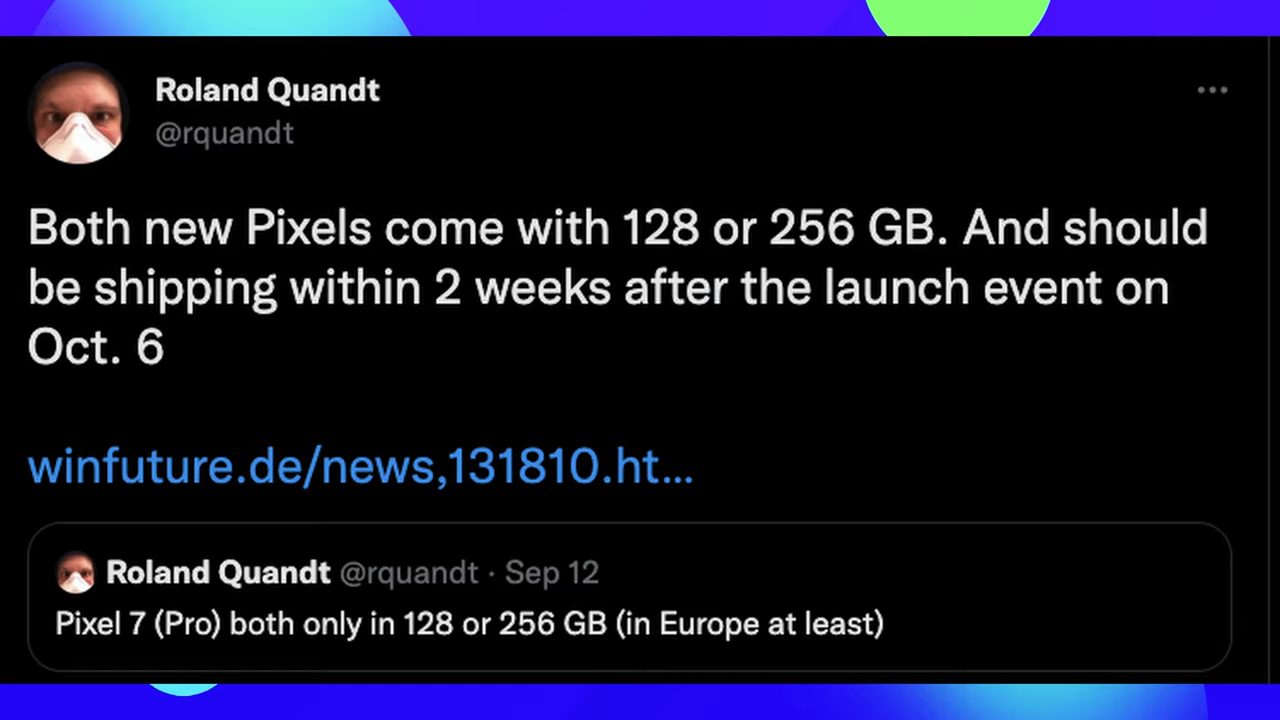 Roland Quandt
@rquandt
Both new Pixels come with 128 or 256 GB. And should
be shipping within 2 weeks after the launch event on
Oct. 6
winfuture.de/news,131810.ht...
Roland Quandt @rquandt · Sep 12
Pixel 7 (Pro) both only in 128 or 256 GB (in Europe at least)